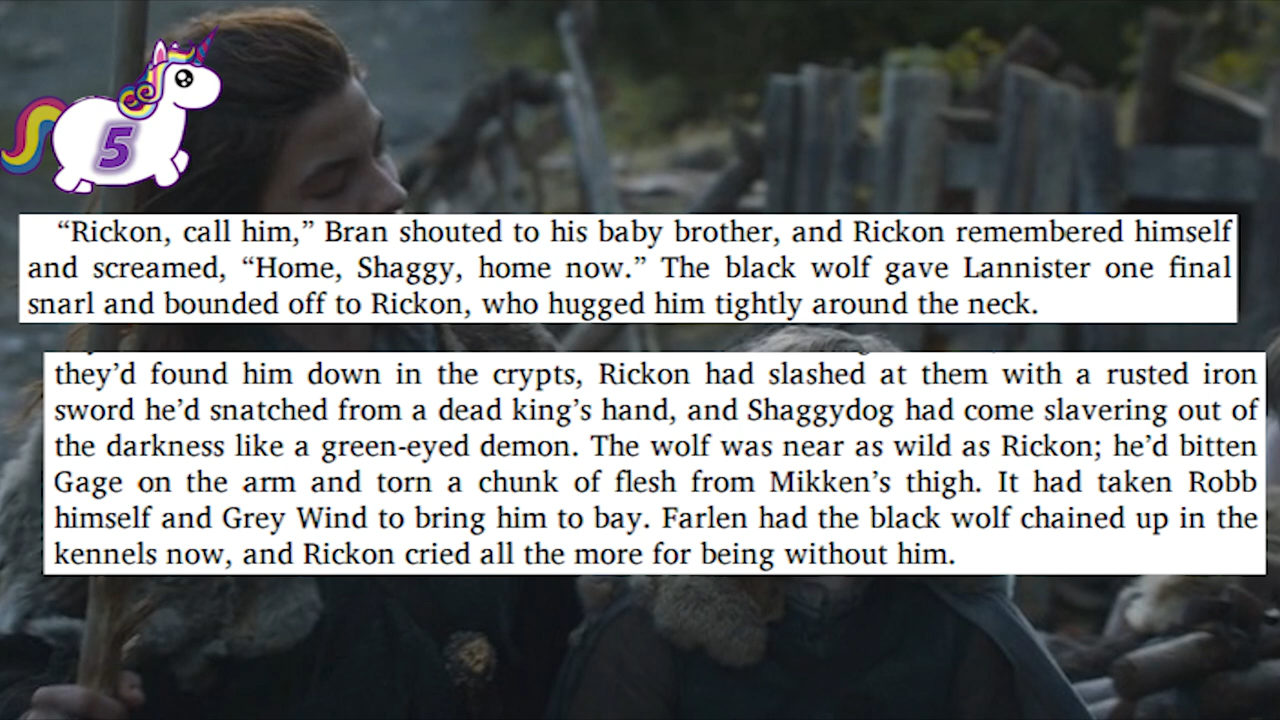 5
“Rickon, call him,” Bran shouted to his baby brother, and Rickon remembered himself
and screamed, “Home, Shaggy, home now.” The black wolf gave Lannister one final
snarl and bounded off to Rickon, who hugged him tightly around the neck.
they’d found him down in the crypts, Rickon had slashed at them with a rusted iron
sword he’d snatched from a dead king’s hand, and Shaggydog had come slavering out of
the darkness like a green-eyed demon. The wolf was near as wild as Rickon; he’d bitten
Gage on the arm and torn a chunk of flesh from Mikken’s thigh. It had taken Robb
himself and Grey Wind to bring him to bay. Farlen had the black wolf chained up in the
kennels now, and Rickon cried all the more for being without him.